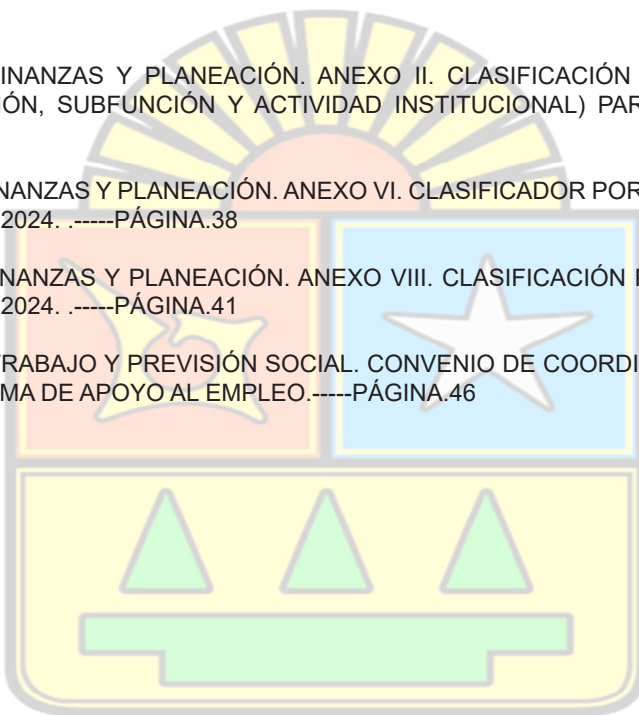 INANZAS Y PLANEACIÓN. ANEXO II. CLASIFICACIÓN
IÓN, SUBFUNCIÓN Y ACTIVIDAD INSTITUCIONAL) PAR
NANZAS Y PLANEACIÓN. ANEXO VI. CLASIFICADOR POR
2024. .-----PÁGINA.38
NANZAS Y PLANEACIÓN. ANEXO VIII. CLASIFICACIÓN
2024. .-----PÁGINA.41
TRABAJO Y PREVISIÓN SOCIAL. CONVENIO DE COORDI
MA DE APOYO AL EMPLEO.-----PÁGINA.46